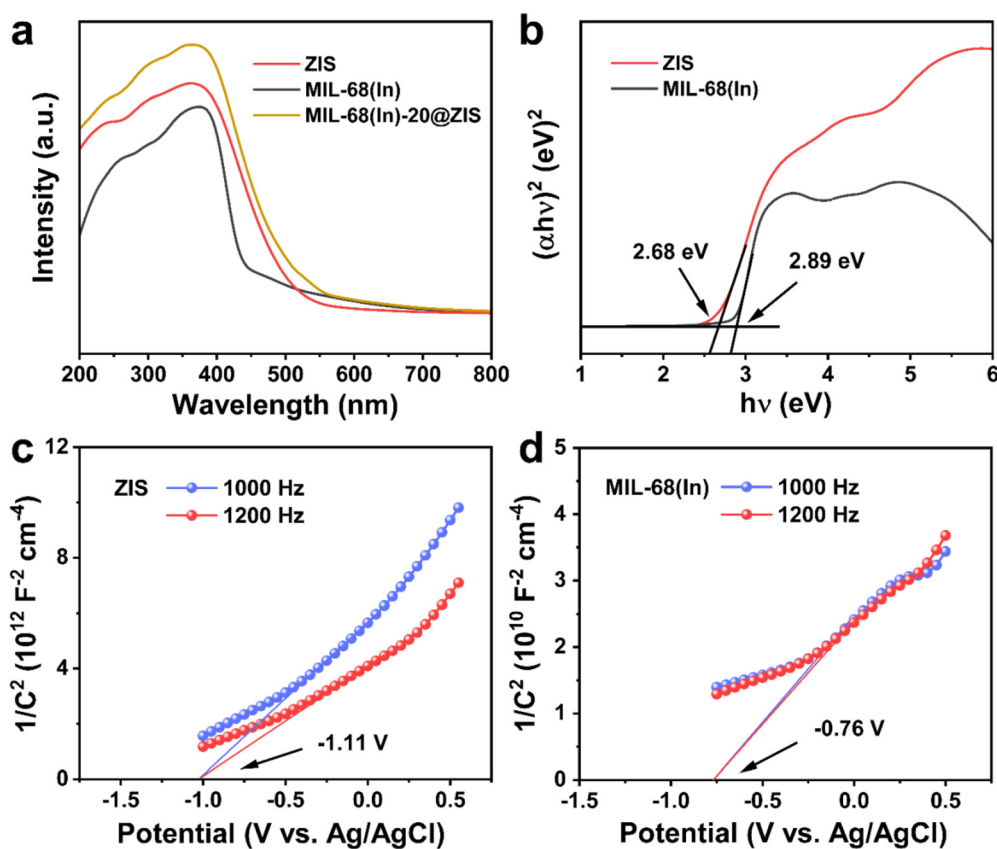 a
ZIS
MIL-68(In)
MIL-68(In)-20@ZIS
Intensity (a.u.)
200 300 400 500 600 700 800
Wavelength (nm)
b
ZIS
MIL-68(In)
(αhν)² (eV)²
2.68 eV
2.89 eV
1 2 3 4 5 6
hν (eV)
c
ZIS
1000 Hz
1200 Hz
1/C² (10¹² F⁻² cm⁻⁴)
12
8
4
0
-1.11 V
-1.5 -1.0 -0.5 0.0 0.5
Potential (V vs. Ag/AgCl)
d
MIL-68(In)
1000 Hz
1200 Hz
1/C² (10¹⁰ F⁻² cm⁻⁴)
5
4
3
2
1
0
-0.76 V
-1.5 -1.0 -0.5 0.0 0.5
Potential (V vs. Ag/AgCl)